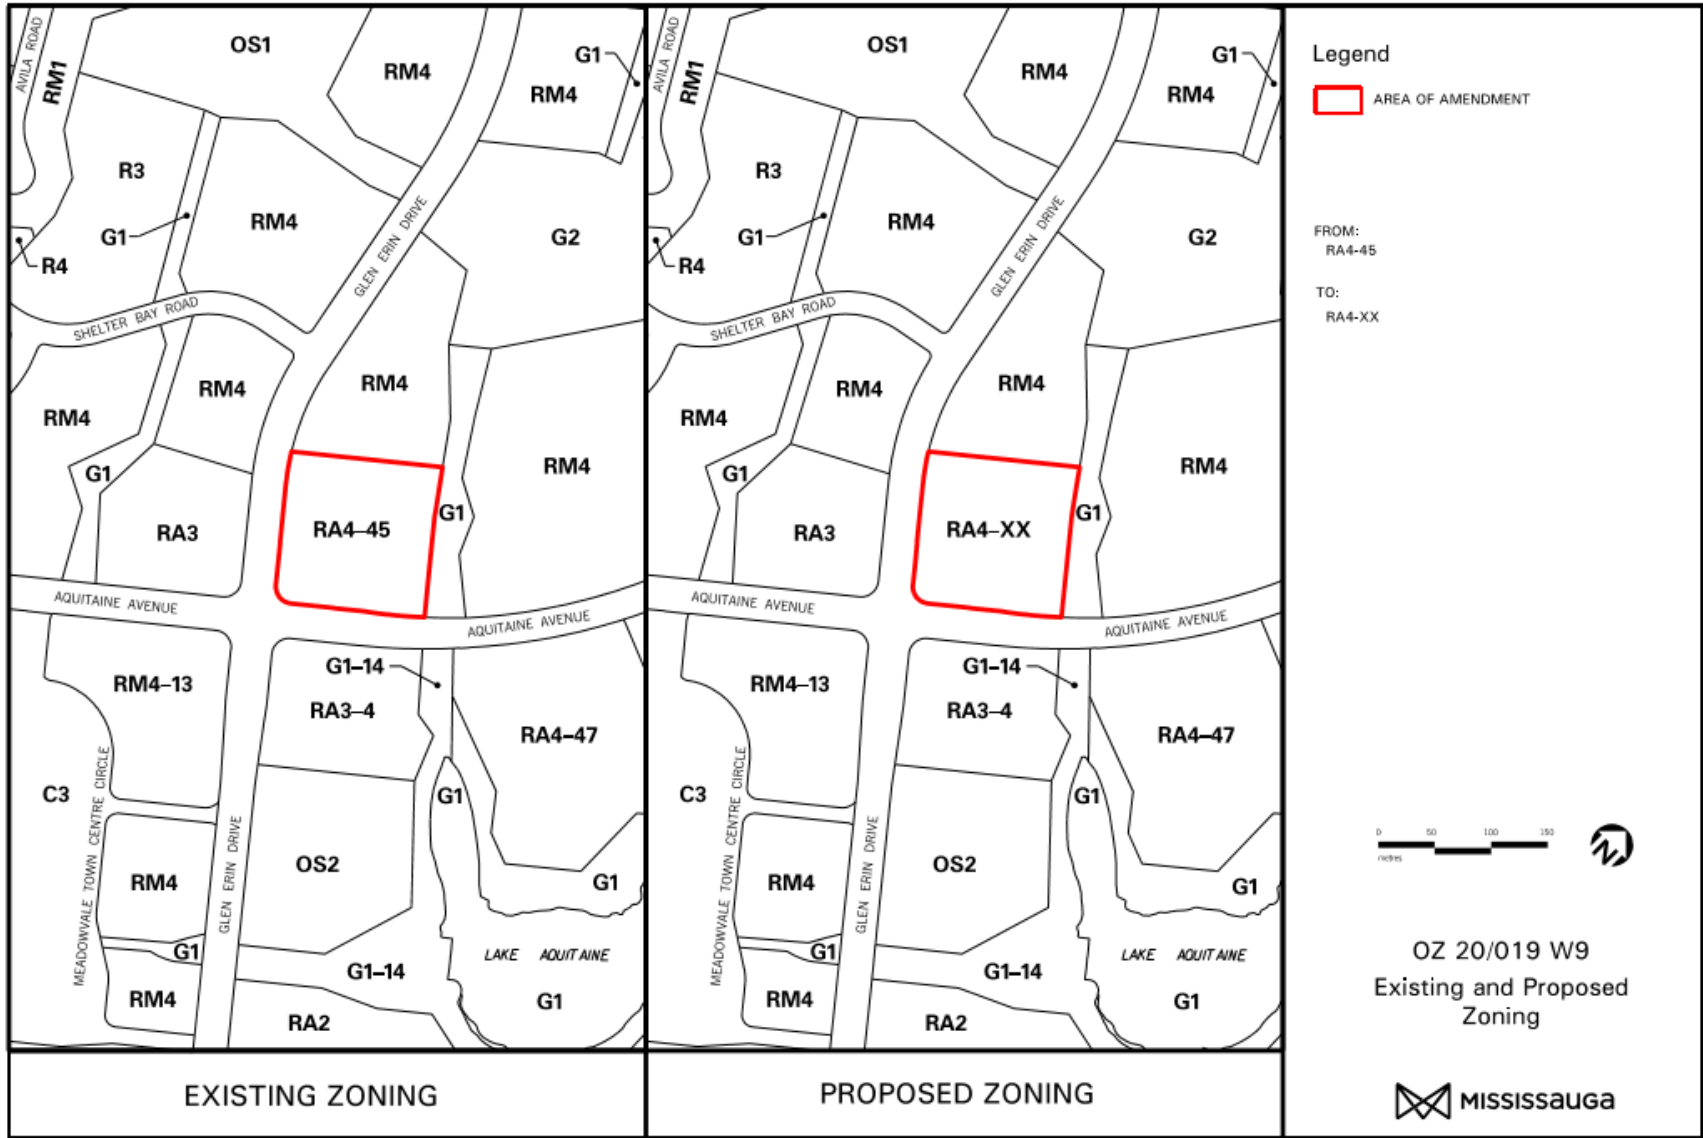 OS1
RM4
G1
RM4
AVILA ROAD
RM1
R3
G1
R4
RM4
GLEN ERIN DRIVE
G2
SHELTER BAY ROAD
RM4
RM4
RM4
G1
RA3
RA4–45
G1
RM4
AQUITAINE AVENUE
AQUITAINE AVENUE
RM4–13
G1–14
RA3–4
RA4–47
C3
MEADOWVALE TOWN CENTRE CIRCLE
GLEN ERIN DRIVE
G1
RM4
OS2
G1
G1
RM4
G1–14
LAKE AQUITAINE
G1
RA2
EXISTING ZONING
OS1
RM4
G1
RM4
AVILA ROAD
RM1
R3
G1
R4
RM4
GLEN ERIN DRIVE
G2
SHELTER BAY ROAD
RM4
RM4
RM4
G1
RA3
RA4–XX
G1
RM4
AQUITAINE AVENUE
AQUITAINE AVENUE
RM4–13
G1–14
RA3–4
RA4–47
C3
MEADOWVALE TOWN CENTRE CIRCLE
GLEN ERIN DRIVE
G1
RM4
OS2
G1
G1
RM4
G1–14
LAKE AQUITAINE
G1
RA2
PROPOSED ZONING
Legend
AREA OF AMENDMENT
FROM:
RA4-45
TO:
RA4-XX
0 50 100 150
metres
N
OZ 20/019 W9
Existing and Proposed
Zoning
MISSISSauGa